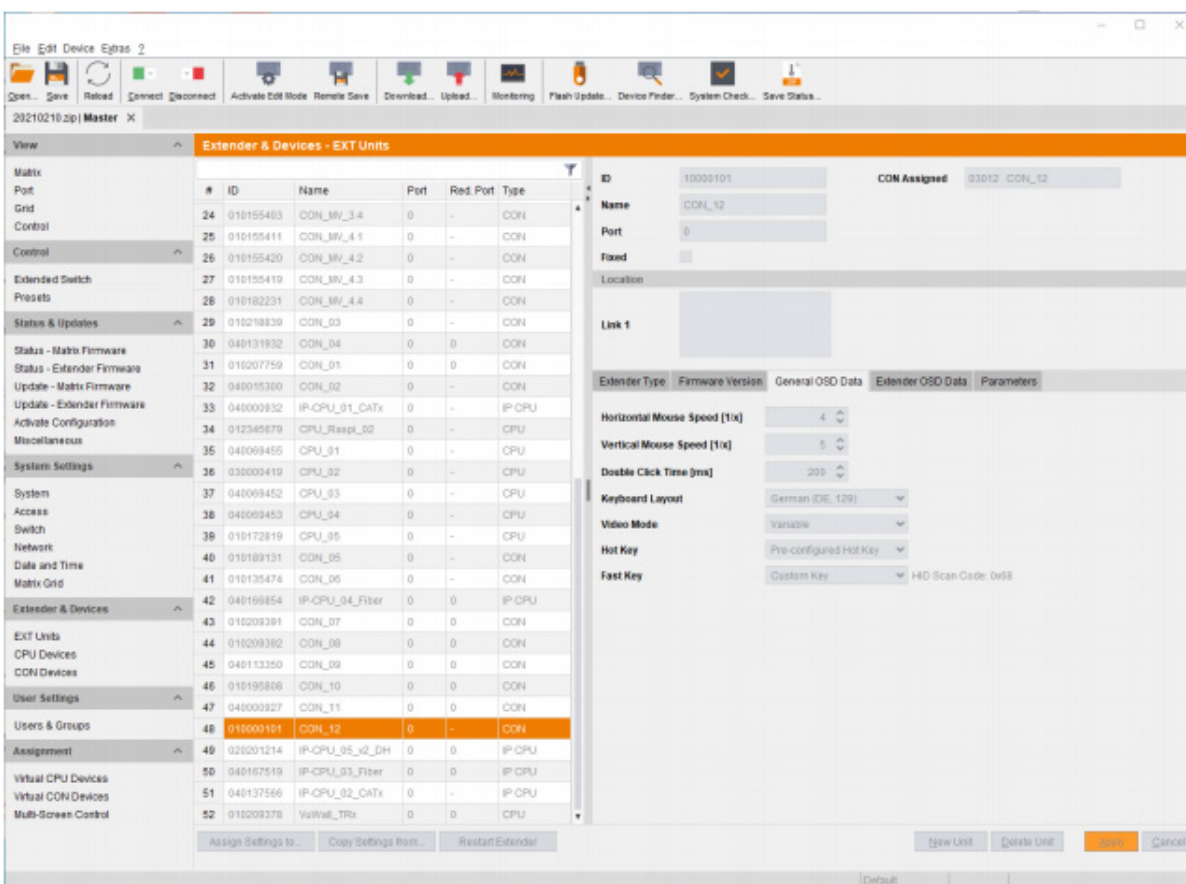 File Edit Device Extras ?
Open... Save Reload Connect Disconnect Activate Edit Mode Remote Save Download... Upload... Monitoring Flash Update... Device Finder... System Check... Save Status...
20210210.zip | Master ×
View
Matrix
Port
Grid
Control
Control
Extended Switch
Presets
Status & Updates
Status - Matrix Firmware
Status - Extender Firmware
Update - Matrix Firmware
Update - Extender Firmware
Activate Configuration
Miscellaneous
System Settings
System
Access
Switch
Network
Date and Time
Matrix Grid
Extender & Devices
EXT Units
CPU Devices
CON Devices
User Settings
Users & Groups
Assignment
Virtual CPU Devices
Virtual CON Devices
Multi-Screen Control
Extender & Devices - EXT Units
# ID Name Port Red. Port Type
24 010155403 CON_MV_3.4 0 - CON
25 010155411 CON_MV_4.1 0 - CON
26 010155420 CON_MV_4.2 0 - CON
27 010155419 CON_MV_4.3 0 - CON
28 010182231 CON_MV_4.4 0 - CON
29 010218839 CON_03 0 - CON
30 040131932 CON_04 0 0 CON
31 010207759 CON_01 0 0 CON
32 040015300 CON_02 0 - CON
33 040000932 IP-CPU_01_CATx 0 - IP CPU
34 012345679 CPU_Raspi_02 0 - CPU
35 040069455 CPU_01 0 - CPU
36 030000419 CPU_02 0 - CPU
37 040069452 CPU_03 0 - CPU
38 040069453 CPU_04 0 - CPU
39 010172819 CPU_05 0 - CPU
40 010189131 CON_05 0 - CON
41 010135474 CON_06 0 - CON
42 040166854 IP-CPU_04_Fiber 0 0 IP CPU
43 010209391 CON_07 0 0 CON
44 010209382 CON_08 0 0 CON
45 040113350 CON_09 0 0 CON
46 010195808 CON_10 0 0 CON
47 040000927 CON_11 0 0 CON
48 010000101 CON_12 0 - CON
49 020201214 IP-CPU_05_v2_DH 0 0 IP CPU
50 040167519 IP-CPU_03_Fiber 0 0 IP CPU
51 040137566 IP-CPU_02_CATx 0 - IP CPU
52 010209378 VuWall_TRx 0 0 CPU
Assign Settings to... Copy Settings from... Restart Extender
ID 10000101 CON Assigned 03012 CON_12
Name CON_12
Port 0
Fixed
Location
Link 1
Extender Type Firmware Version General OSD Data Extender OSD Data Parameters
Horizontal Mouse Speed [1/x] 4
Vertical Mouse Speed [1/x] 5
Double Click Time [ms] 200
Keyboard Layout German (DE, 129)
Video Mode Variable
Hot Key Pre-configured Hot Key
Fast Key Custom Key HID Scan Code: 0x68
New Unit Delete Unit Apply Cancel
Default